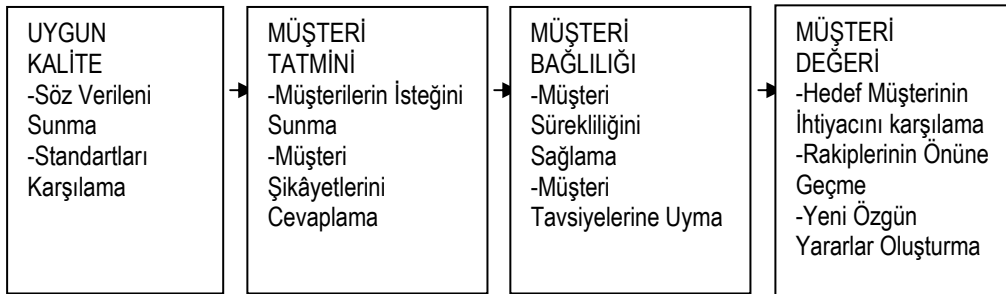 UYGUN
KALİTE
-Söz Verileni
Sunma
-Standartları
Karşılama
MÜŞTERİ
TATMİNİ
-Müşterilerin İsteğini
Sunma
-Müşteri
Şikâyetlerini
Cevaplama
MÜŞTERİ
BAĞLILIĞI
-Müşteri
Sürekliliğini
Sağlama
-Müşteri
Tavsiyelerine Uyma
MÜŞTERİ
DEĞERİ
-Hedef Müşterinin
İhtiyacını karşılama
-Rakiplerinin Önüne
Geçme
-Yeni Özgün
Yararlar Oluşturma